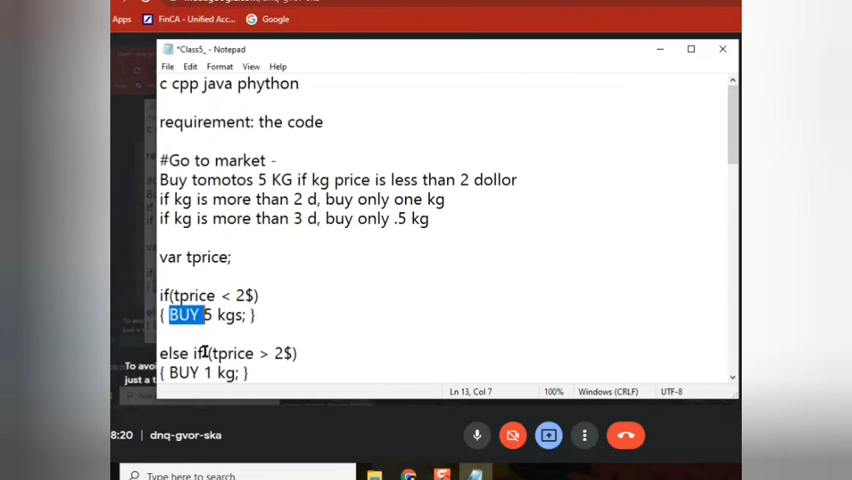 Apps FinCA - Unified Acc... Google
*Class5_ - Notepad
File Edit Format View Help
c cpp java phython
requirement: the code
#Go to market -
Buy tomotos 5 KG if kg price is less than 2 dollor
if kg is more than 2 d, buy only one kg
if kg is more than 3 d, buy only .5 kg
var tprice;
if(tprice < 2$)
{ BUY 5 kgs; }
else if (tprice > 2$)
{ BUY 1 kg; }
Ln 13, Col 7 100% Windows (CRLF) UTF-8
8:20 dnq-gvor-ska
Type here to search